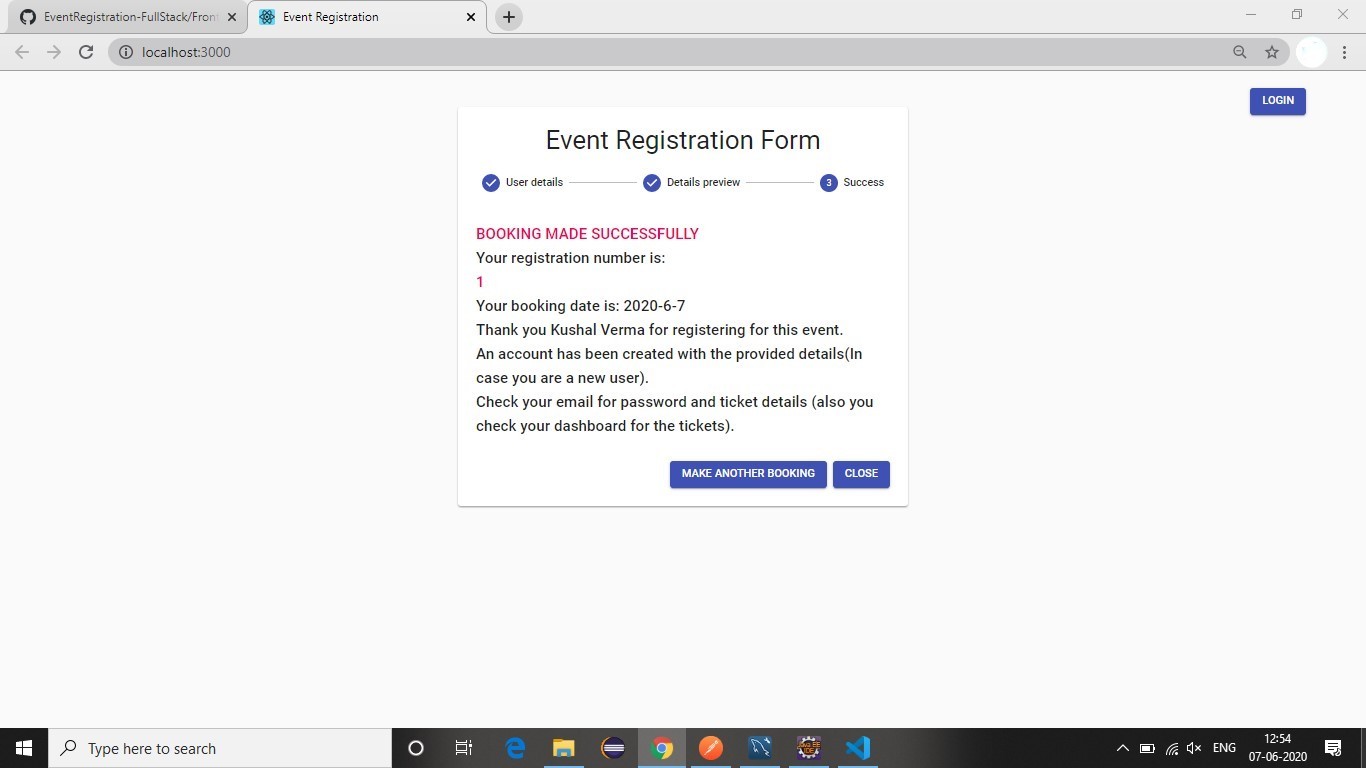 EventRegistration-FullStack/Front
Event Registration
localhost:3000
LOGIN
Event Registration Form
User details
Details preview
3 Success
BOOKING MADE SUCCESSFULLY
Your registration number is:
1
Your booking date is: 2020-6-7
Thank you Kushal Verma for registering for this event.
An account has been created with the provided details(In
case you are a new user).
Check your email for password and ticket details (also you
check your dashboard for the tickets).
MAKE ANOTHER BOOKING
CLOSE
Type here to search
Java EE
IDE
ENG
12:54
07-06-2020